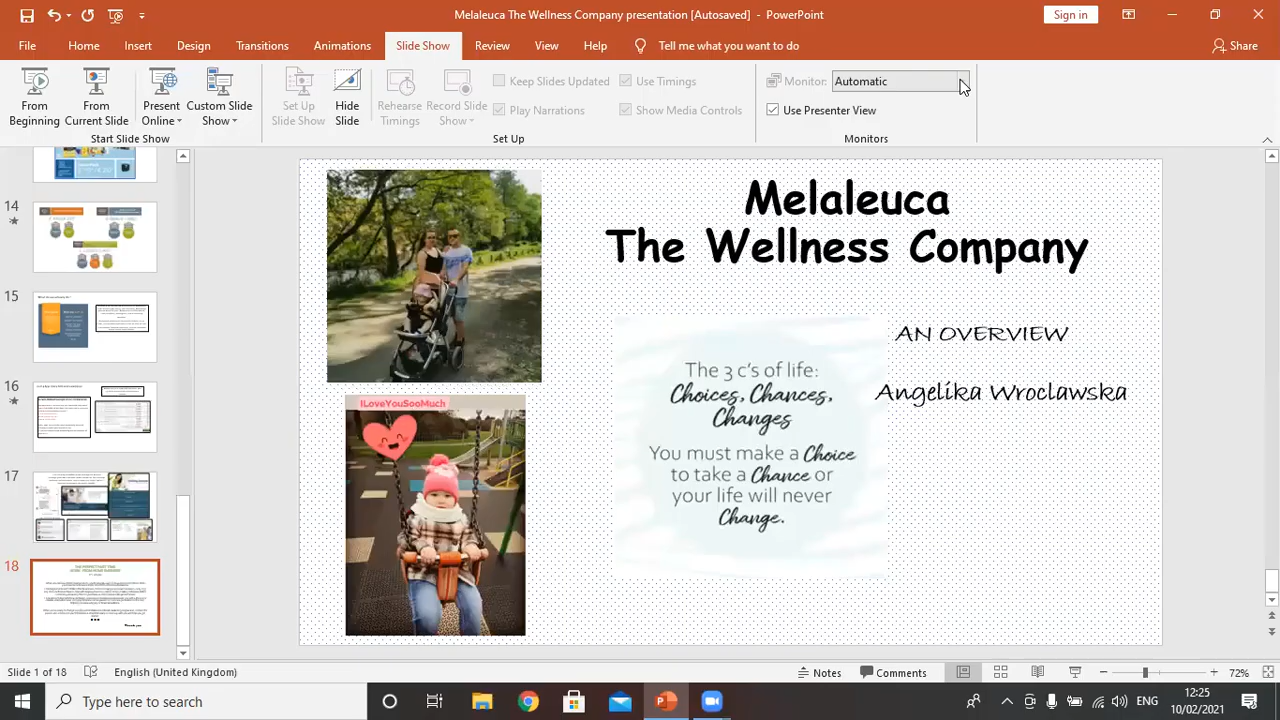 Melaleuca The Wellness Company presentation [Autosaved] - PowerPoint
Sign in
File Home Insert Design Transitions Animations Slide Show Review View Help Tell me what you want to do Share
From Beginning
From Current Slide
Present Online
Custom Slide Show
Start Slide Show
Set Up Slide Show
Hide Slide
Rehearse Timings
Record Slide Show
Keep Slides Updated
Play Narrations
Use Timings
Show Media Controls
Set Up
Monitor: Automatic
Use Presenter View
Monitors
14
15
16
17
18
Melaleuca
The Wellness Company
AN OVERVIEW
Angelika Wroclawska
The 3 c's of life:
Choices, Chances,
Changes
You must make a Choice
to take a Chance or
your life will never
Change.
ILoveYouSooMuch
Slide 1 of 18 English (United Kingdom) Notes Comments 72%
Type here to search
ENG
12:25
10/02/2021